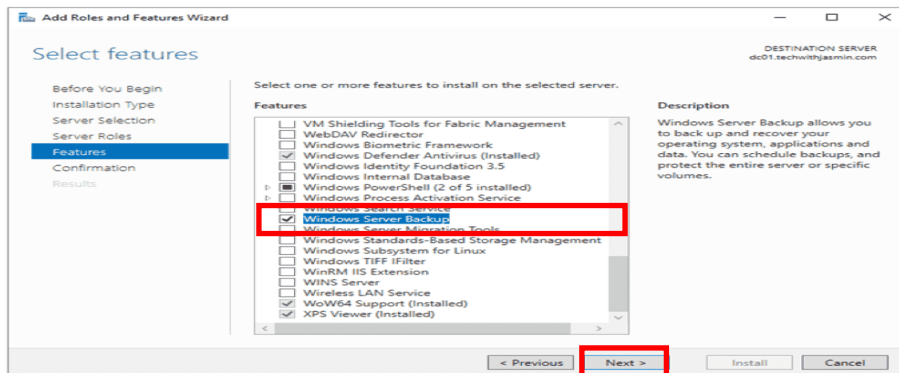 Add Roles and Features Wizard
Select features
DESTINATION SERVER
dc01.techwithjasmin.com
Before You Begin
Installation Type
Server Selection
Server Roles
Features
Confirmation
Results
Select one or more features to install on the selected server.
Features
VM Shielding Tools for Fabric Management
WebDAV Redirector
Windows Biometric Framework
Windows Defender Antivirus (Installed)
Windows Identity Foundation 3.5
Windows Internal Database
Windows PowerShell (2 of 5 installed)
Windows Process Activation Service
Windows Search Service
Windows Server Backup
Windows Server Migration Tools
Windows Standards-Based Storage Management
Windows Subsystem for Linux
Windows TIFF IFilter
WinRM IIS Extension
WINS Server
Wireless LAN Service
WoW64 Support (Installed)
XPS Viewer (Installed)
Description
Windows Server Backup allows you
to back up and recover your
operating system, applications and
data. You can schedule backups, and
protect the entire server or specific
volumes.
< Previous
Next >
Install
Cancel